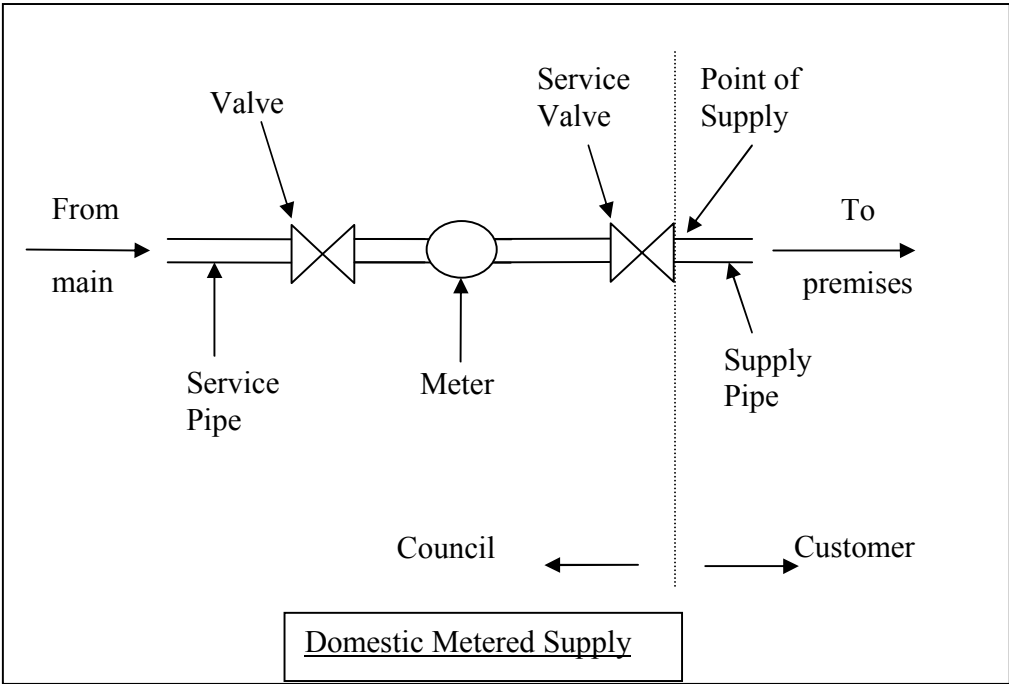 Valve
Service
Valve
Point of
Supply
From
main
To
premises
Service
Pipe
Meter
Supply
Pipe
Council
Customer
Domestic Metered Supply